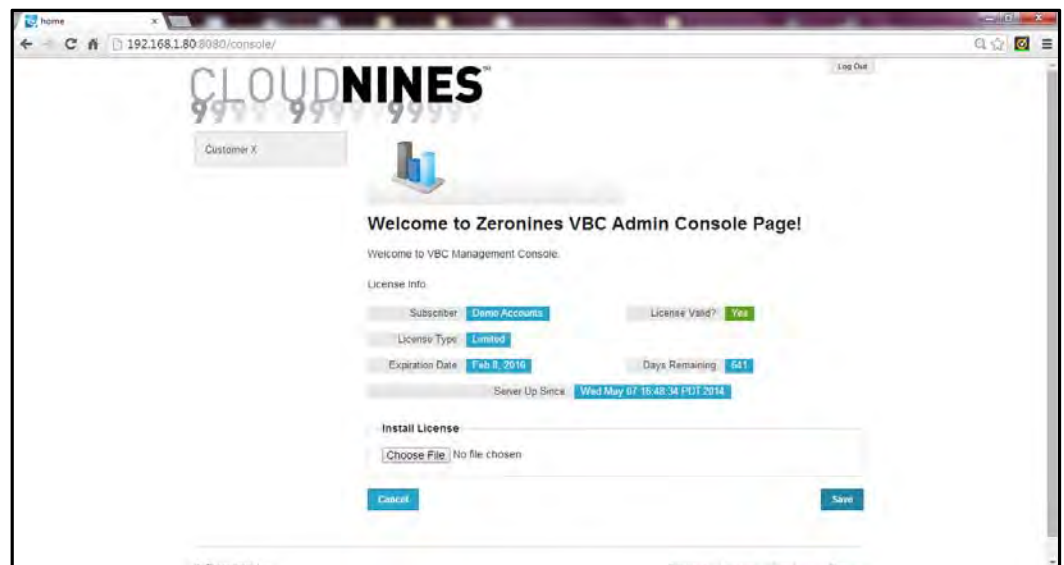 home
192.168.1.80:8080/console/
Log Out
CLOUDNINES
9999 9999 99999
Customer X
Welcome to Zeronines VBC Admin Console Page!
Welcome to VBC Management Console.
License Info
Subscriber Demo Accounts License Valid? Yes
License Type Limited
Expiration Date Feb 8, 2016 Days Remaining 641
Server Up Since Wed May 07 16:48:34 PDT 2014
Install License
Choose File No file chosen
Cancel Save